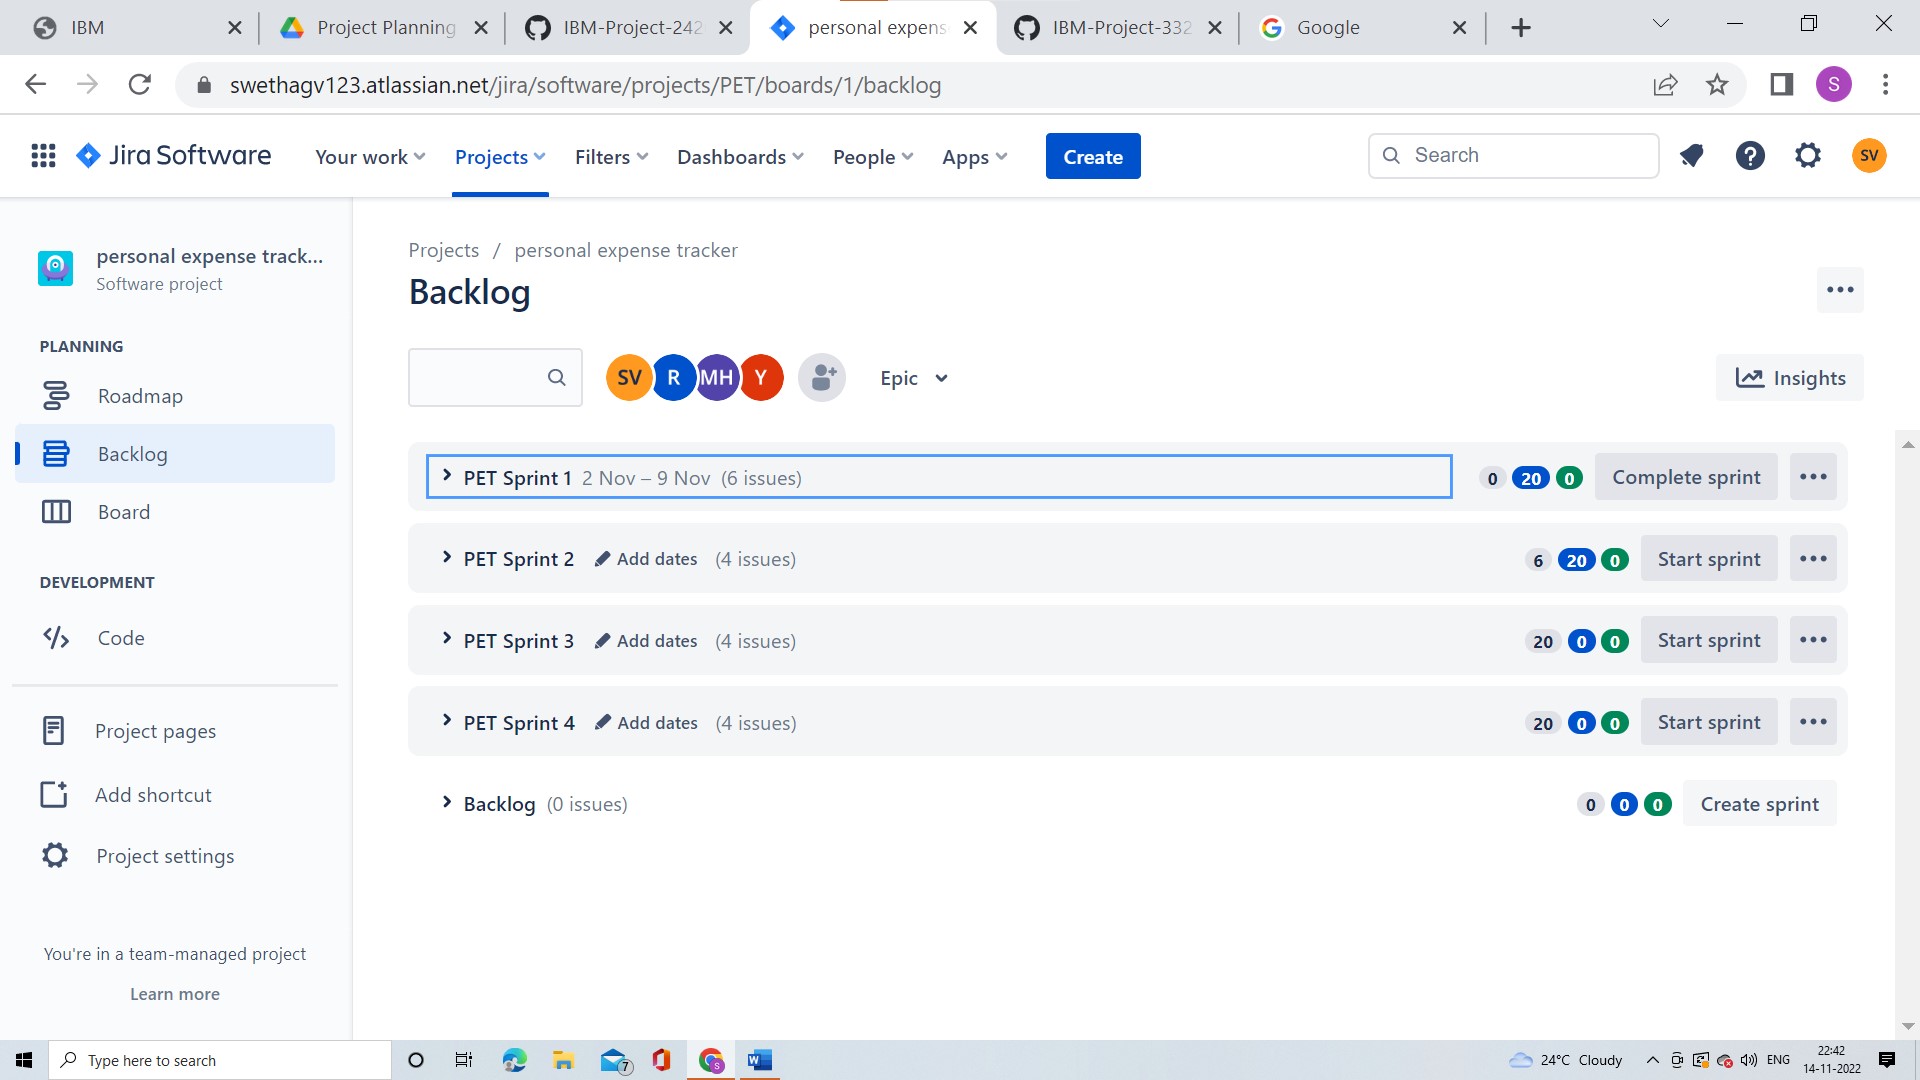 IBM
Project Planning
IBM-Project-242
personal expens
IBM-Project-332
Google
swethagv123.atlassian.net/jira/software/projects/PET/boards/1/backlog
S
Jira Software
Your work
Projects
Filters
Dashboards
People
Apps
Create
Search
SV
personal expense track...
Software project
PLANNING
Roadmap
Backlog
Board
DEVELOPMENT
Code
Project pages
Add shortcut
Project settings
You're in a team-managed project
Learn more
Projects / personal expense tracker
Backlog
SV R MH Y
Epic
Insights
PET Sprint 1 2 Nov – 9 Nov (6 issues) 0 20 0 Complete sprint
PET Sprint 2 Add dates (4 issues) 6 20 0 Start sprint
PET Sprint 3 Add dates (4 issues) 20 0 0 Start sprint
PET Sprint 4 Add dates (4 issues) 20 0 0 Start sprint
Backlog (0 issues) 0 0 0 Create sprint
Type here to search
7
S
24°C Cloudy
ENG
22:42
14-11-2022